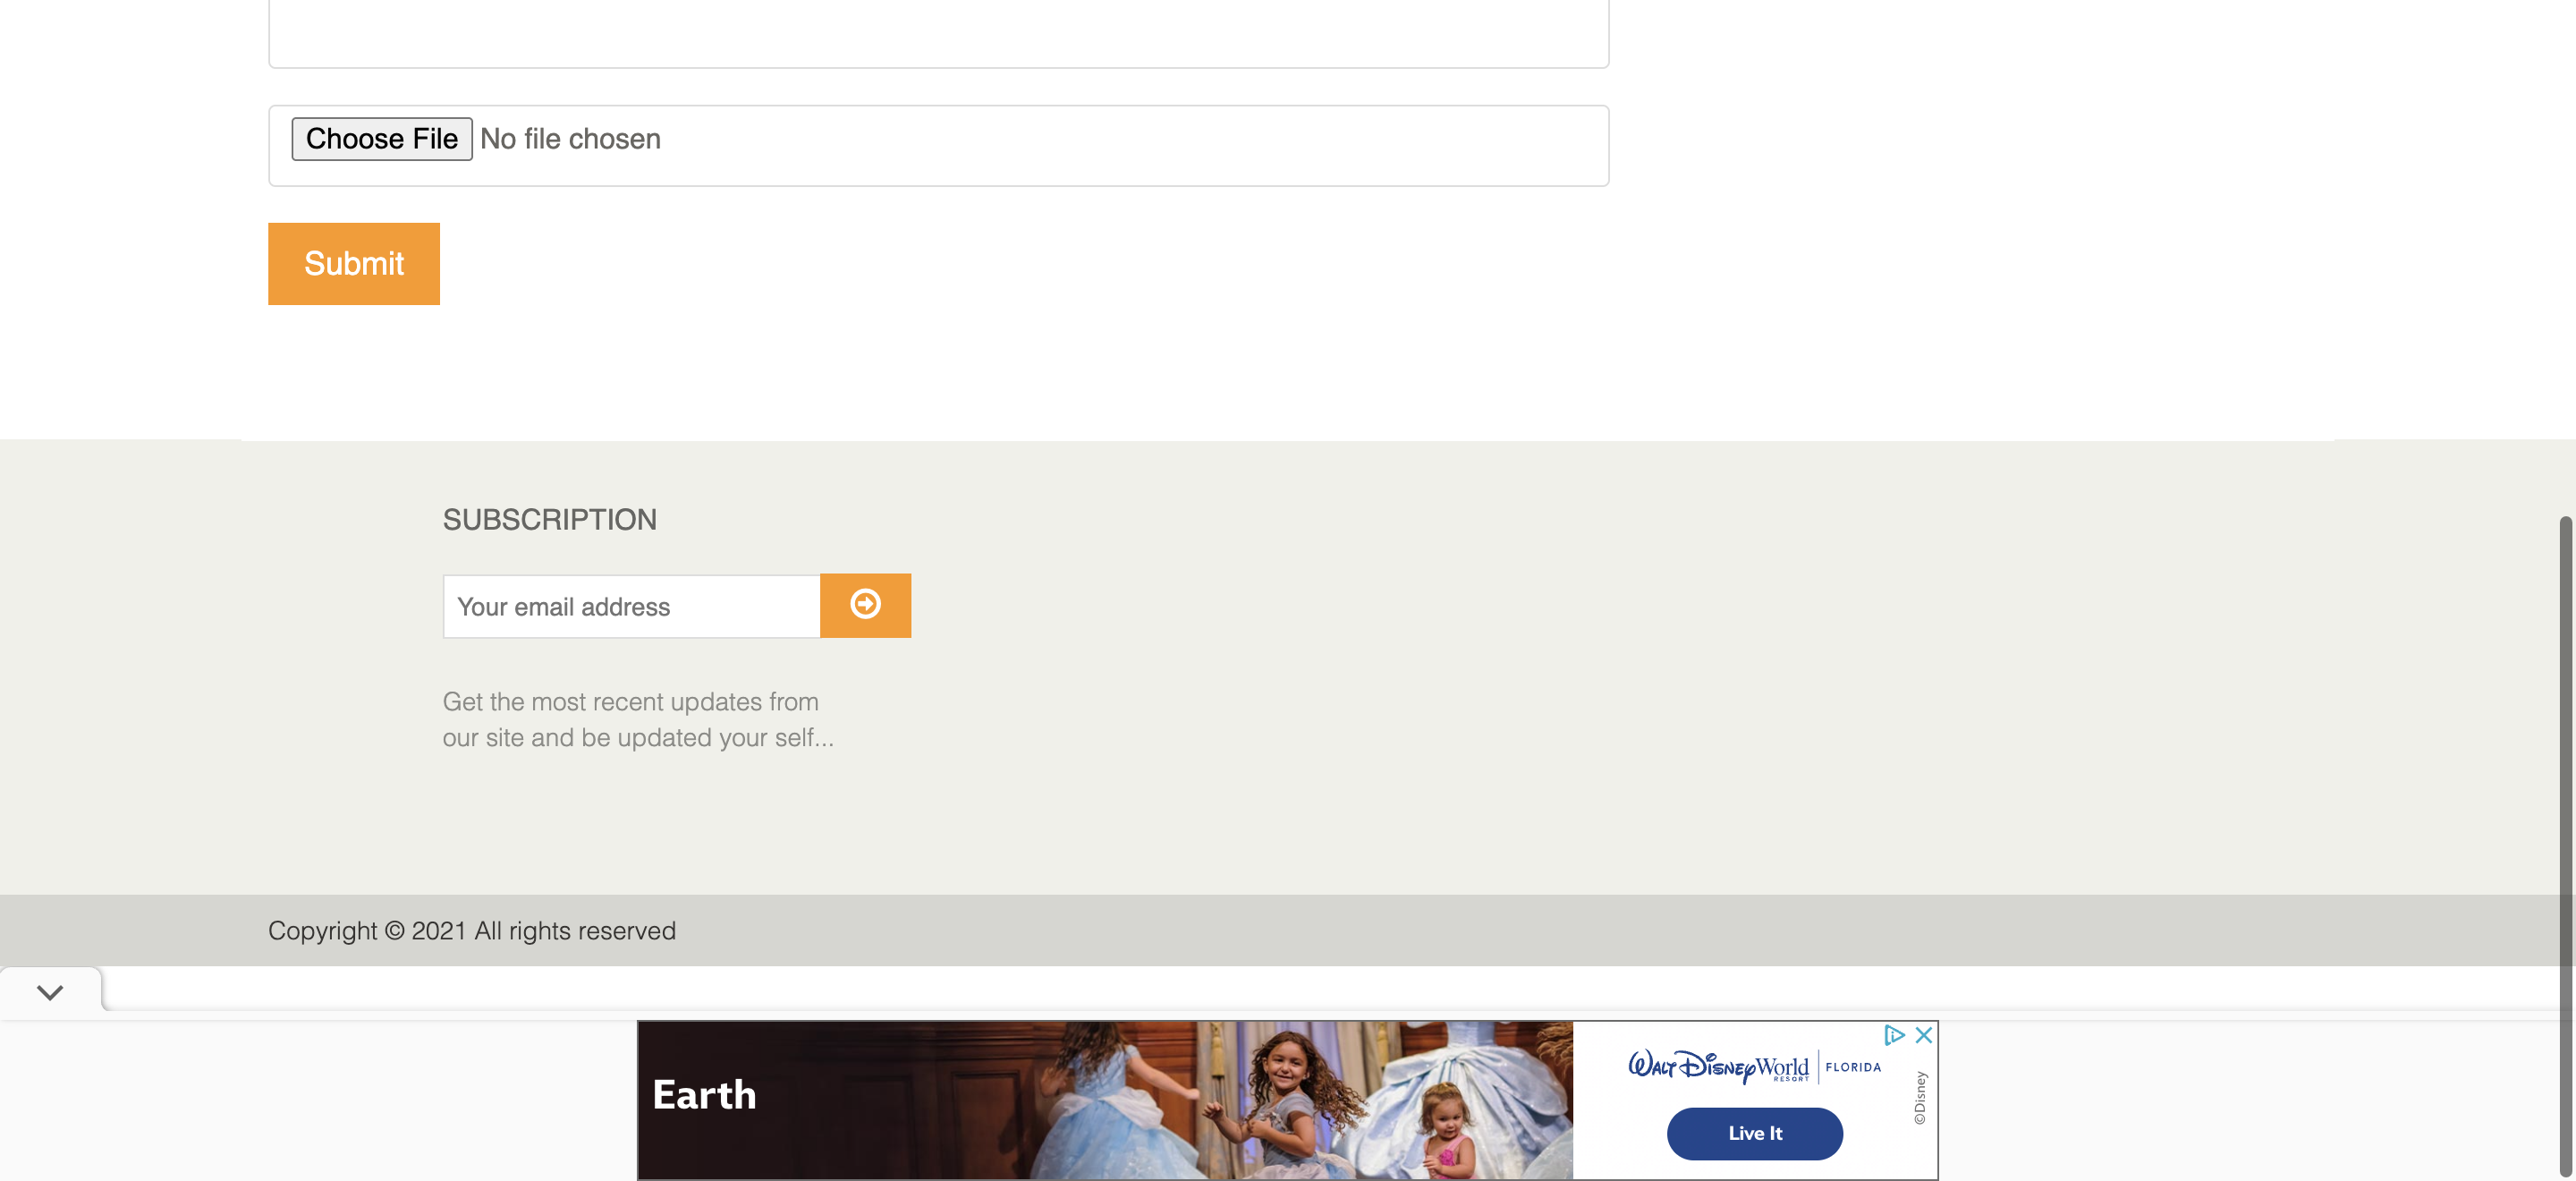 Choose File No file chosen
Submit
SUBSCRIPTION
Your email address
Get the most recent updates from
our site and be updated your self...
Copyright © 2021 All rights reserved
Earth
WALT DISNEY World
RESORT
FLORIDA
Live It
©Disney